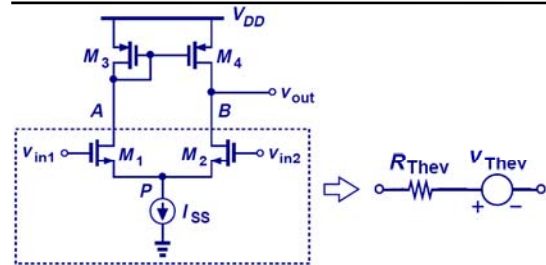 V_DD
M_3
M_4
A
B
v_out
v_in1
M_1
M_2
v_in2
P
I_SS
R_Thev
v_Thev
+ −